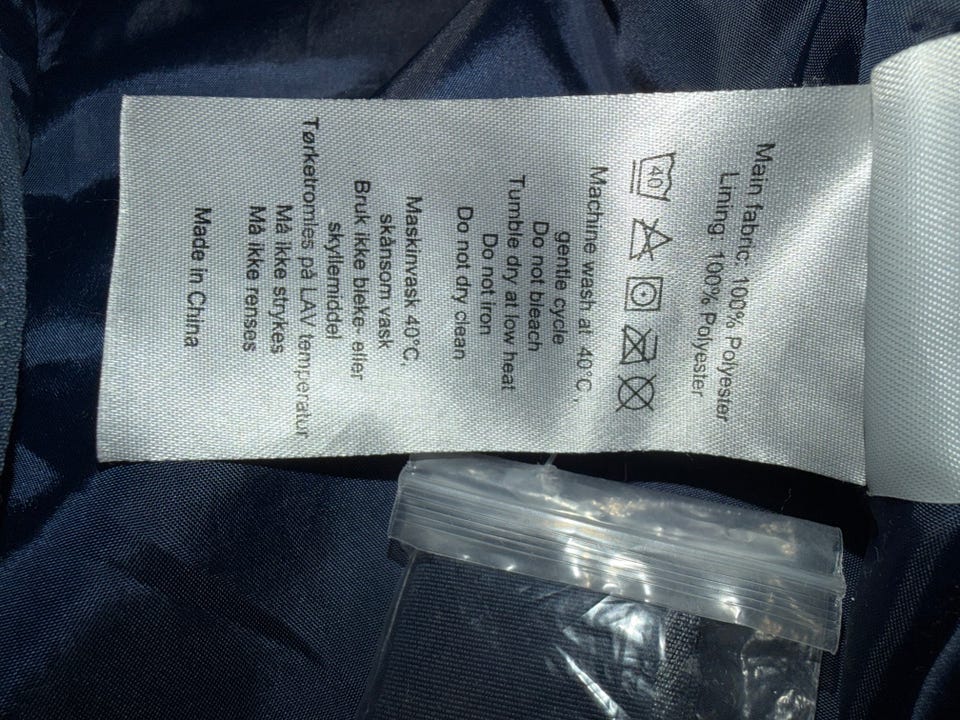 Main fabric: 100% Polyester
Lining: 100% Polyester
40
Machine wash at 40°C,
gentle cycle
Do not bleach
Tumble dry at low heat
Do not iron
Do not dry clean
Maskinvask 40°C,
skånsom vask
Bruk ikke bleke- eller
skyllemiddel
Tørketromles på LAV temperatur
Må ikke strykes
Må ikke renses
Made in China